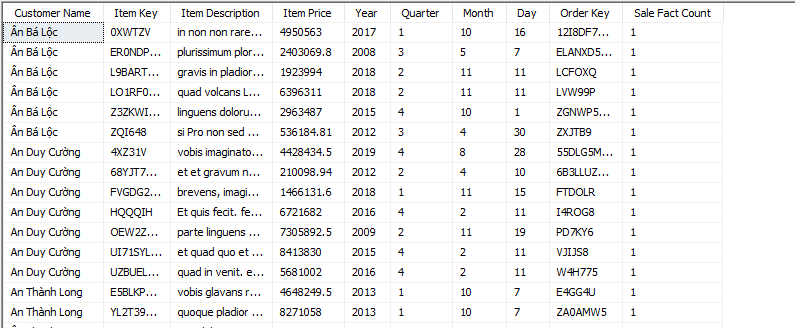 Customer Name Item Key Item Description Item Price Year Quarter Month Day Order Key Sale Fact Count
Ân Bá Lộc 0XWTZV in non non rare... 4950563 2017 1 10 16 12I8DF7... 1
Ân Bá Lộc ER0NDP... plurissimum plor... 2403069.8 2008 3 5 7 ELANXD5... 1
Ân Bá Lộc L9BART... gravis in pladior... 1923994 2018 2 11 11 LCFOXQ 1
Ân Bá Lộc LO1RF0... quad volcans L... 6396311 2018 2 11 11 LVW99P 1
Ân Bá Lộc Z3ZKWI... linguens doloru... 2963487 2015 4 10 1 ZGNWP5... 1
Ân Bá Lộc ZQI648 si Pro non sed ... 536184.81 2012 3 4 30 ZXJTB9 1
An Duy Cường 4XZ31V vobis imaginato... 4428434.5 2019 4 8 28 55DLG5M... 1
An Duy Cường 68YJT7... et et gravum n... 210098.94 2012 2 4 10 6B3LLUZ... 1
An Duy Cường FVGDG2... brevens, imagi... 1466131.6 2018 1 11 15 FTDOLR 1
An Duy Cường HQQQIH Et quis fecit. fe... 6721682 2016 4 2 11 I4ROG8 1
An Duy Cường OEW2Z... parte linguens ... 7305892.5 2009 2 11 19 PD7KY6 1
An Duy Cường UI71SYL... et quad quo et ... 8413830 2015 4 2 11 VJIJS8 1
An Duy Cường UZBUEL... quad in venit. e... 5681002 2016 4 2 11 W4H775 1
An Thành Long E5BLKP... vobis glavans r... 4648249.5 2013 1 10 7 E4GG4U 1
An Thành Long YL2T39... quoque pladior ... 8271058 2013 1 10 7 ZA0AMW5 1